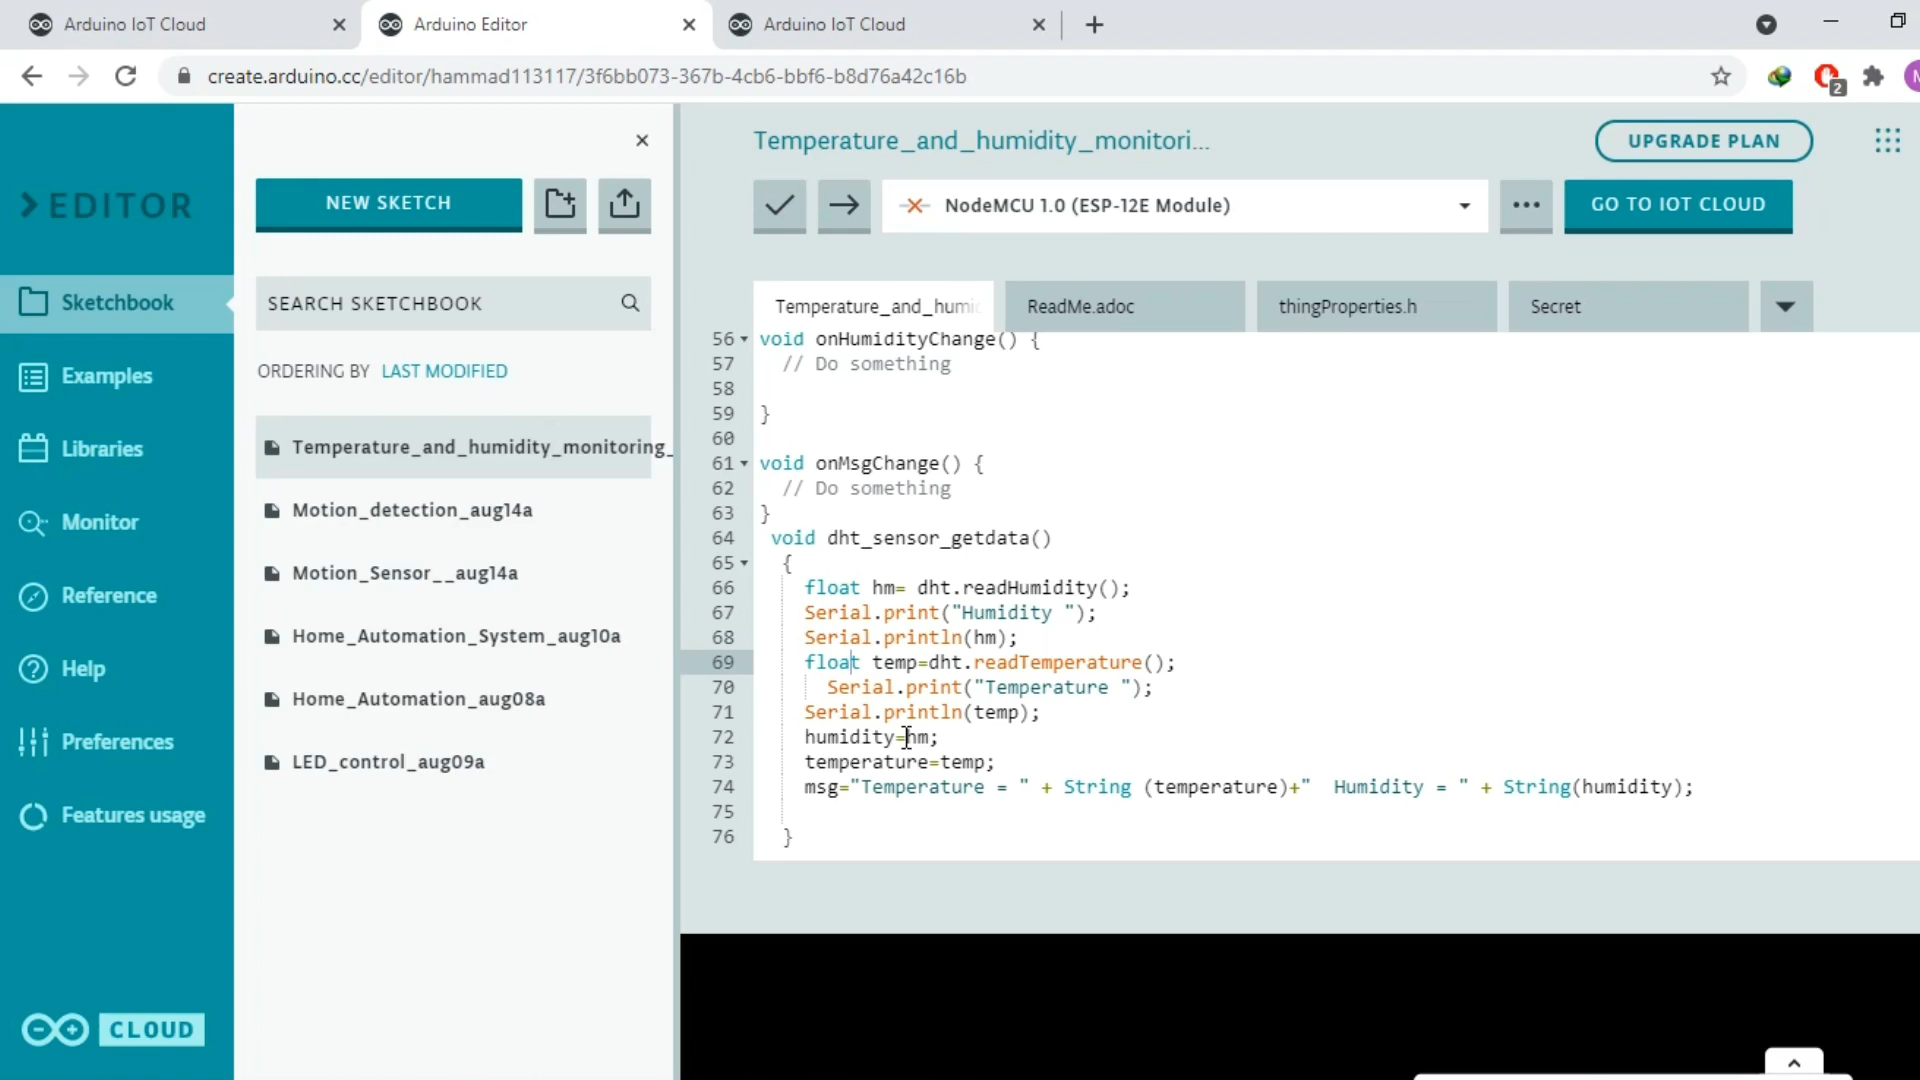 Arduino IoT Cloud
Arduino Editor
Arduino IoT Cloud
create.arduino.cc/editor/hammad113117/3f6bb073-367b-4cb6-bbf6-b8d76a42c16b
2
EDITOR
Sketchbook
Examples
Libraries
Monitor
Reference
Help
Preferences
Features usage
CLOUD
NEW SKETCH
SEARCH SKETCHBOOK
ORDERING BY LAST MODIFIED
Temperature_and_humidity_monitoring_
Motion_detection_aug14a
Motion_Sensor__aug14a
Home_Automation_System_aug10a
Home_Automation_aug08a
LED_control_aug09a
Temperature_and_humidity_monitori...
UPGRADE PLAN
NodeMCU 1.0 (ESP-12E Module)
GO TO IOT CLOUD
Temperature_and_humi
ReadMe.adoc
thingProperties.h
Secret
56 void onHumidityChange() {
57 // Do something
58
59 }
60
61 void onMsgChange() {
62 // Do something
63 }
64 void dht_sensor_getdata()
65 {
66 float hm= dht.readHumidity();
67 Serial.print("Humidity ");
68 Serial.println(hm);
69 float temp=dht.readTemperature();
70 Serial.print("Temperature ");
71 Serial.println(temp);
72 humidity=hm;
73 temperature=temp;
74 msg="Temperature = " + String (temperature)+"  Humidity = " + String(humidity);
75
76 }